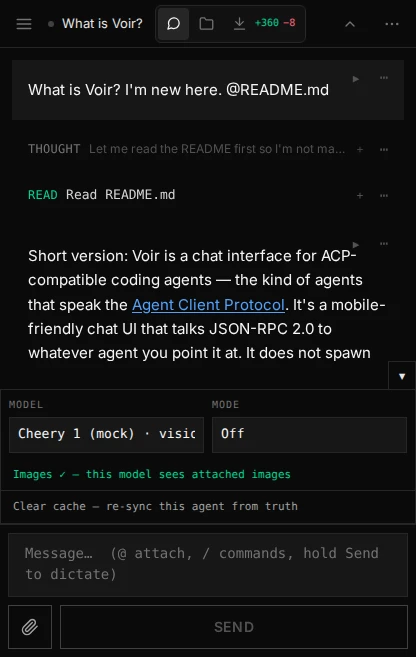 What is Voir?
+360 −8
What is Voir? I'm new here. @README.md
THOUGHT Let me read the README first so I'm not ma…
READ Read README.md
Short version: Voir is a chat interface for ACP-
compatible coding agents — the kind of agents
that speak the Agent Client Protocol. It's a mobile-
friendly chat UI that talks JSON-RPC 2.0 to
whatever agent you point it at. It does not spawn
MODEL MODE
Cheery 1 (mock) · visic Off
Images ✓ — this model sees attached images
Clear cache — re-sync this agent from truth
Message… (@ attach, / commands, hold Send
to dictate)
SEND